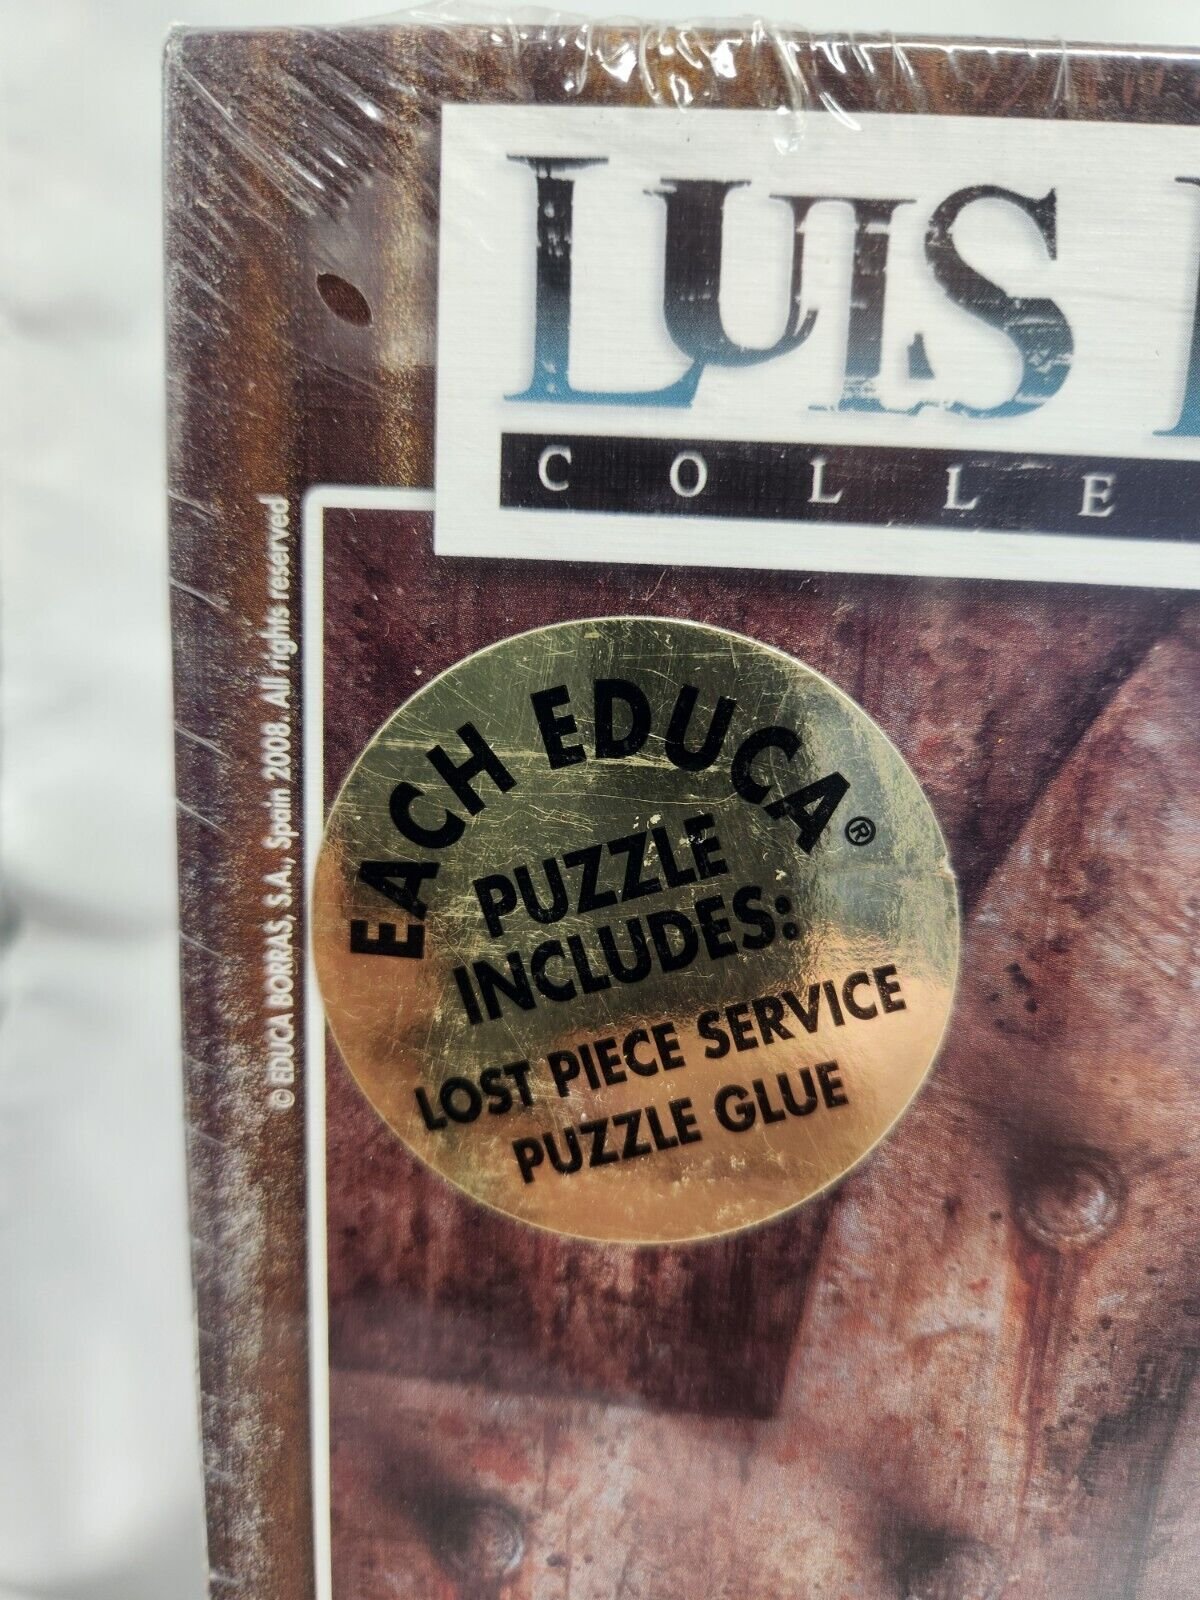 LUIS
COLLE
© EDUCA BORRAS, S.A., Spain 2008. All rights reserved
EACH EDUCA®
PUZZLE
INCLUDES:
LOST PIECE SERVICE
PUZZLE GLUE